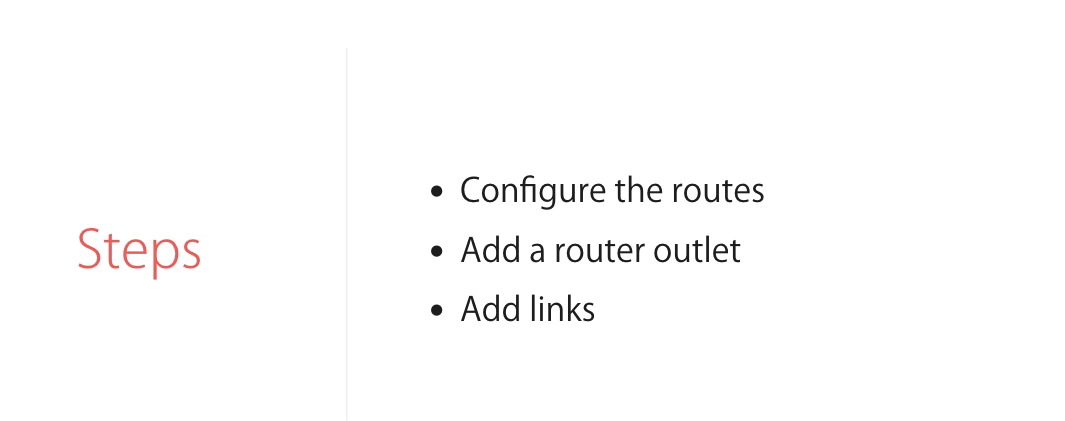 Steps
• Configure the routes
• Add a router outlet
• Add links